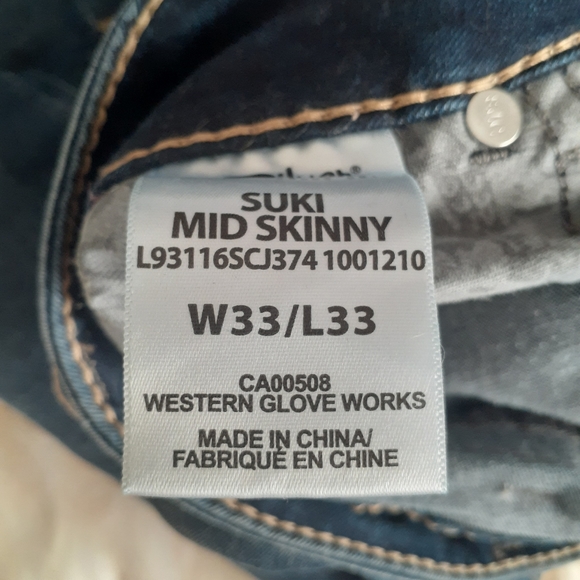 SUKI
MID SKINNY
L93116SCJ374 1001210
W33/L33
CA00508
WESTERN GLOVE WORKS
MADE IN CHINA/
FABRIQUÉ EN CHINE